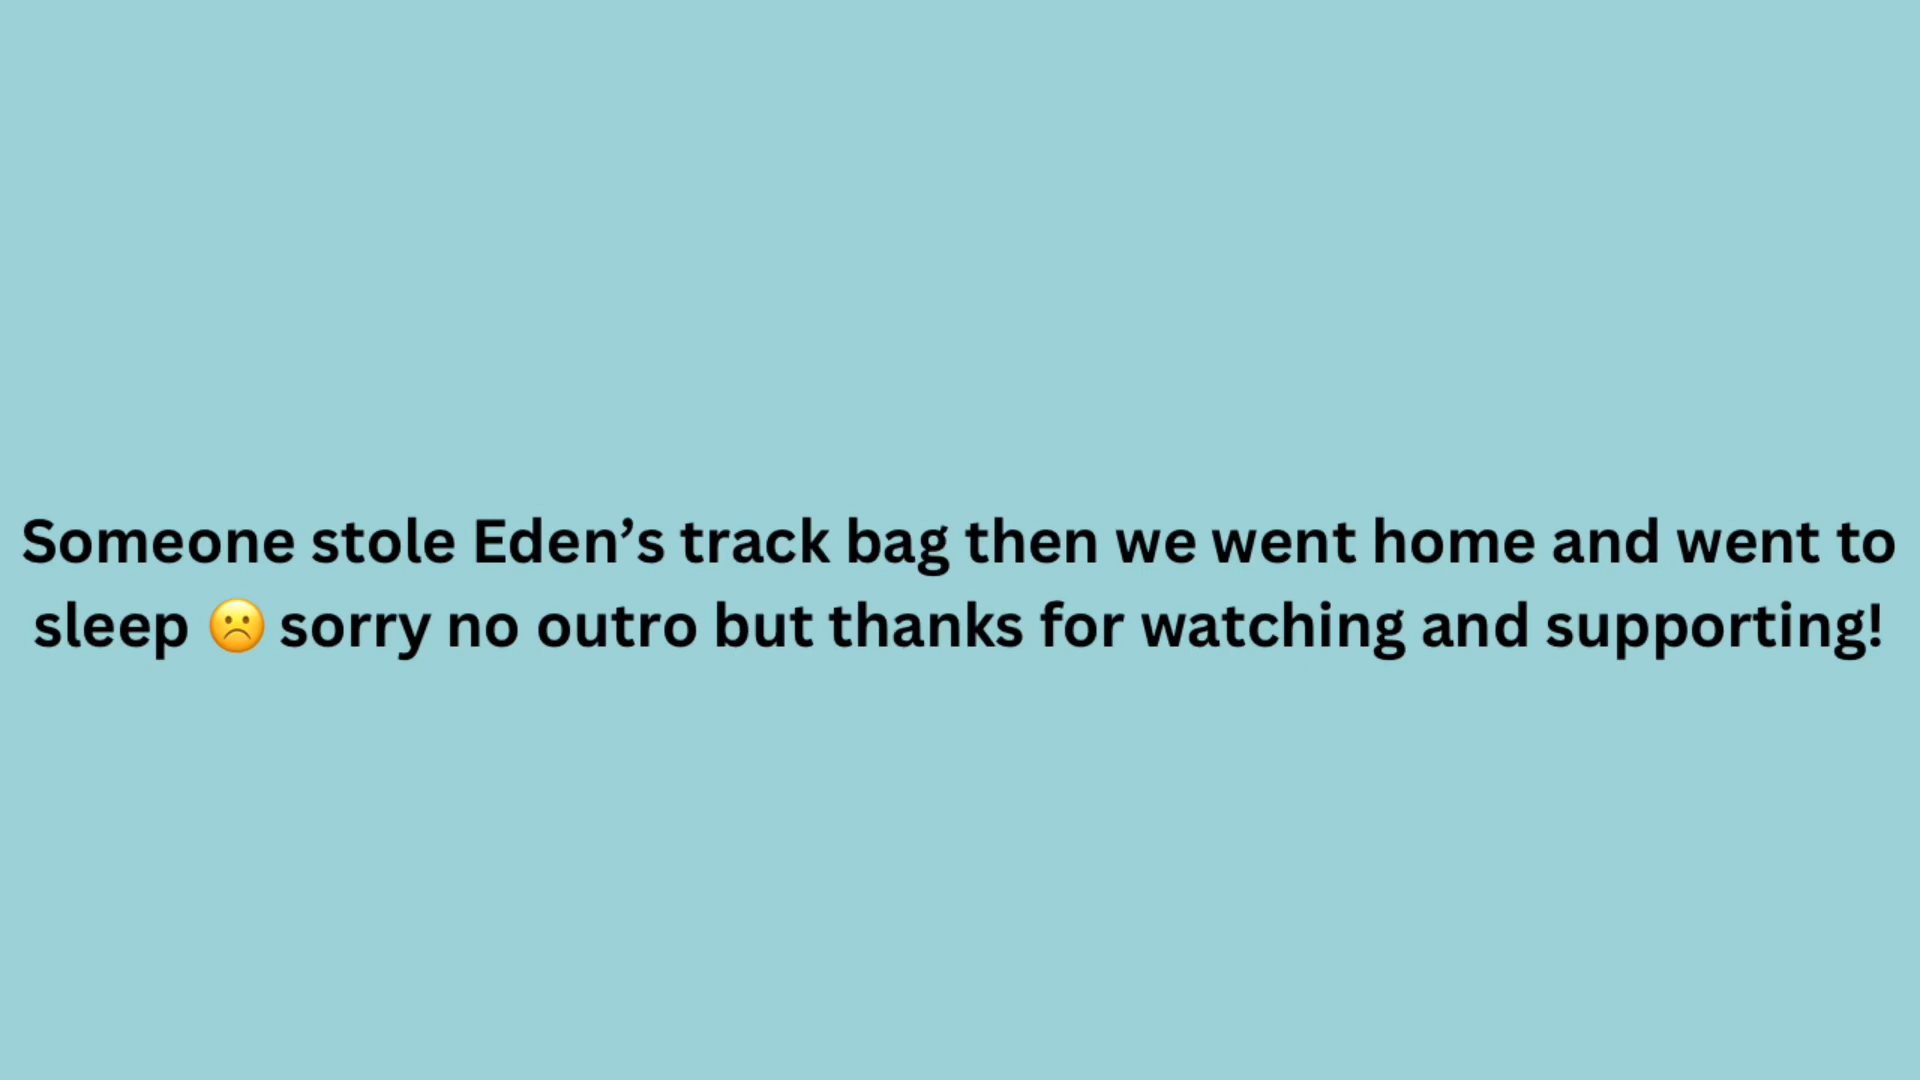 Someone stole Eden’s track bag then we went home and went to
sleep ☹️ sorry no outro but thanks for watching and supporting!